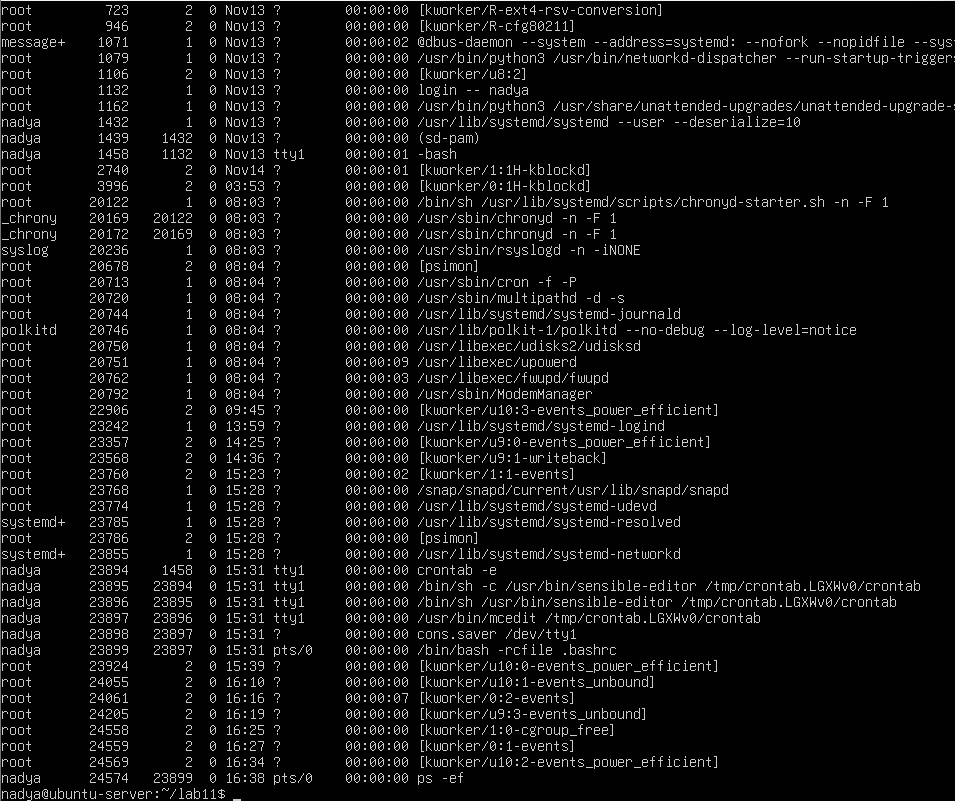 root         723       2  0 Nov13 ?        00:00:00 [kworker/R-ext4-rsv-conversion]
root         946       2  0 Nov13 ?        00:00:00 [kworker/R-cfg80211]
message+    1071       1  0 Nov13 ?        00:00:02 @dbus-daemon --system --address=systemd: --nofork --nopidfile --sys
root        1079       1  0 Nov13 ?        00:00:00 /usr/bin/python3 /usr/bin/networkd-dispatcher --run-startup-triggers
root        1106       2  0 Nov13 ?        00:00:00 [kworker/u8:2]
root        1132       1  0 Nov13 ?        00:00:00 login -- nadya
root        1162       1  0 Nov13 ?        00:00:00 /usr/bin/python3 /usr/share/unattended-upgrades/unattended-upgrade-s
nadya       1432       1  0 Nov13 ?        00:00:00 /usr/lib/systemd/systemd --user --deserialize=10
nadya       1439    1432  0 Nov13 ?        00:00:00 (sd-pam)
nadya       1458    1132  0 Nov13 tty1     00:00:01 -bash
root        2740       2  0 Nov14 ?        00:00:01 [kworker/1:1H-kblockd]
root        3996       2  0 03:53 ?        00:00:00 [kworker/0:1H-kblockd]
root       20122       1  0 08:03 ?        00:00:00 /bin/sh /usr/lib/systemd/scripts/chronyd-starter.sh -n -F 1
_chrony    20169   20122  0 08:03 ?        00:00:00 /usr/sbin/chronyd -n -F 1
_chrony    20172   20169  0 08:03 ?        00:00:00 /usr/sbin/chronyd -n -F 1
syslog     20236       1  0 08:03 ?        00:00:00 /usr/sbin/rsyslogd -n -iNONE
root       20678       2  0 08:04 ?        00:00:00 [psimon]
root       20713       1  0 08:04 ?        00:00:00 /usr/sbin/cron -f -P
root       20720       1  0 08:04 ?        00:00:00 /usr/sbin/multipathd -d -s
root       20744       1  0 08:04 ?        00:00:00 /usr/lib/systemd/systemd-journald
polkitd    20746       1  0 08:04 ?        00:00:00 /usr/lib/polkit-1/polkitd --no-debug --log-level=notice
root       20750       1  0 08:04 ?        00:00:00 /usr/libexec/udisks2/udisksd
root       20751       1  0 08:04 ?        00:00:09 /usr/libexec/upowerd
root       20762       1  0 08:04 ?        00:00:03 /usr/libexec/fwupd/fwupd
root       20792       1  0 08:04 ?        00:00:00 /usr/sbin/ModemManager
root       22906       2  0 09:45 ?        00:00:00 [kworker/u10:3-events_power_efficient]
root       23242       1  0 13:59 ?        00:00:00 /usr/lib/systemd/systemd-logind
root       23357       2  0 14:25 ?        00:00:00 [kworker/u9:0-events_power_efficient]
root       23568       2  0 14:36 ?        00:00:00 [kworker/u9:1-writeback]
root       23760       2  0 15:23 ?        00:00:02 [kworker/1:1-events]
root       23768       1  0 15:28 ?        00:00:00 /snap/snapd/current/usr/lib/snapd/snapd
root       23774       1  0 15:28 ?        00:00:00 /usr/lib/systemd/systemd-udevd
systemd+   23785       1  0 15:28 ?        00:00:00 /usr/lib/systemd/systemd-resolved
root       23786       2  0 15:28 ?        00:00:00 [psimon]
systemd+   23855       1  0 15:28 ?        00:00:00 /usr/lib/systemd/systemd-networkd
nadya      23894    1458  0 15:31 tty1     00:00:00 crontab -e
nadya      23895   23894  0 15:31 tty1     00:00:00 /bin/sh -c /usr/bin/sensible-editor /tmp/crontab.LGXWv0/crontab
nadya      23896   23895  0 15:31 tty1     00:00:00 /bin/sh /usr/bin/sensible-editor /tmp/crontab.LGXWv0/crontab
nadya      23897   23896  0 15:31 tty1     00:00:00 /usr/bin/mcedit /tmp/crontab.LGXWv0/crontab
nadya      23898   23897  0 15:31 ?        00:00:00 cons.saver /dev/tty1
nadya      23899   23897  0 15:31 pts/0    00:00:00 /bin/bash -rcfile .bashrc
root       23924       2  0 15:39 ?        00:00:00 [kworker/u10:0-events_power_efficient]
root       24055       2  0 16:10 ?        00:00:00 [kworker/u10:1-events_unbound]
root       24061       2  0 16:16 ?        00:00:07 [kworker/0:2-events]
root       24205       2  0 16:19 ?        00:00:00 [kworker/u9:3-events_unbound]
root       24558       2  0 16:25 ?        00:00:00 [kworker/1:0-cgroup_free]
root       24559       2  0 16:27 ?        00:00:00 [kworker/0:1-events]
root       24569       2  0 16:34 ?        00:00:00 [kworker/u10:2-events_power_efficient]
nadya      24574   23899  0 16:38 pts/0    00:00:00 ps -ef
nadya@ubuntu-server:~/lab11$ _